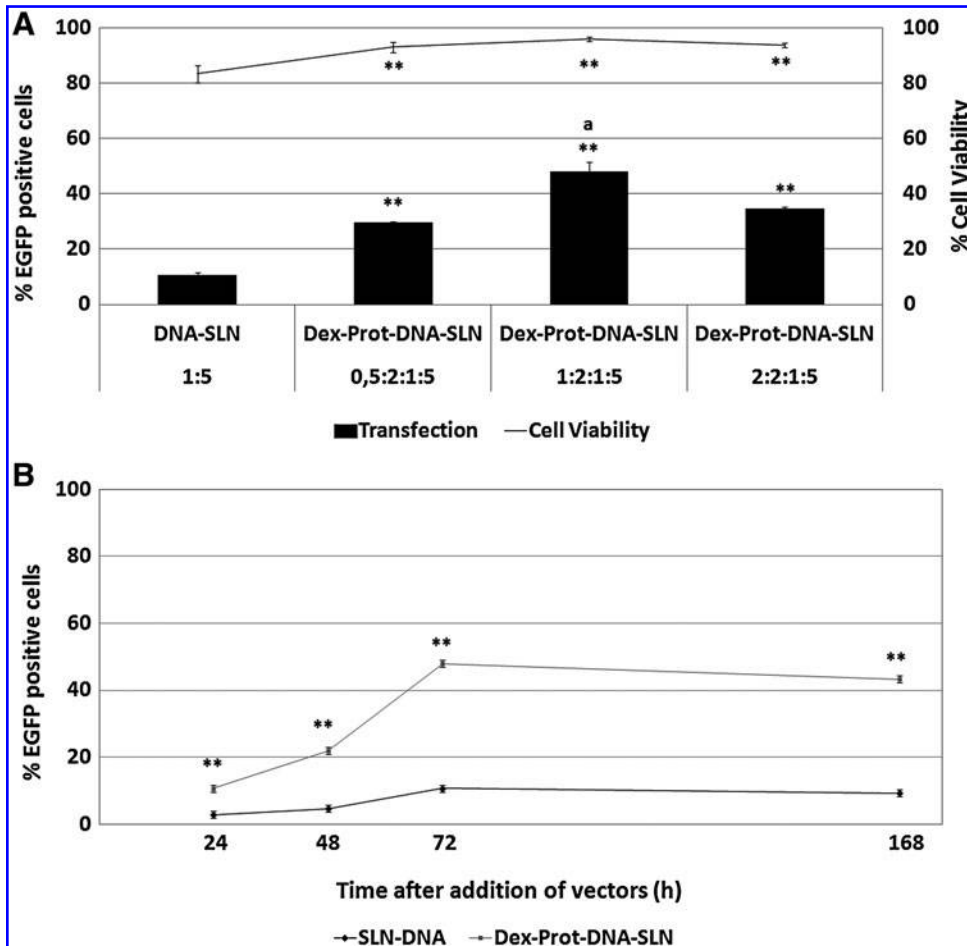 A
100
80
60
40
20
0
% EGFP positive cells
100
80
60
40
20
0
% Cell Viability
**
**
**
**
a
**
**
DNA-SLN
Dex-Prot-DNA-SLN
Dex-Prot-DNA-SLN
Dex-Prot-DNA-SLN
1:5
0,5:2:1:5
1:2:1:5
2:2:1:5
Transfection
Cell Viability
B
100
80
60
40
20
0
% EGFP positive cells
**
**
**
**
24
48
72
168
Time after addition of vectors (h)
SLN-DNA
Dex-Prot-DNA-SLN